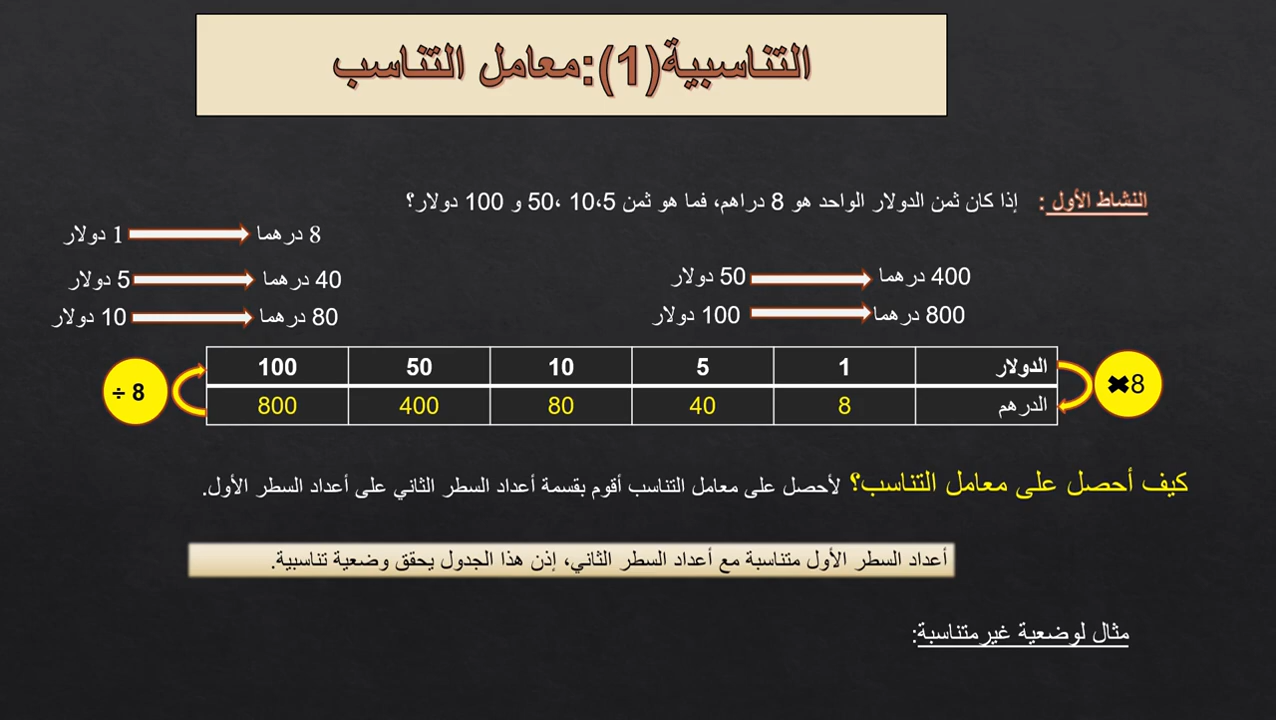 التناسبية(1):معامل التناسب
النشاط الأول : إذا كان ثمن الدولار الواحد هو 8 دراهم، فما هو ثمن 5،10 ،50 و 100 دولار؟
1 دولار 8 درهما
5 دولار 40 درهما
10 دولار 80 درهما
50 دولار 400 درهما
100 دولار 800 درهما
الدولار 1 5 10 50 100
الدرهم 8 40 80 400 800
✖8
÷ 8
كيف أحصل على معامل التناسب؟ لأحصل على معامل التناسب أقوم بقسمة أعداد السطر الثاني على أعداد السطر الأول.
أعداد السطر الأول متناسبة مع أعداد السطر الثاني، إذن هذا الجدول يحقق وضعية تناسبية.
مثال لوضعية غيرمتناسبة: